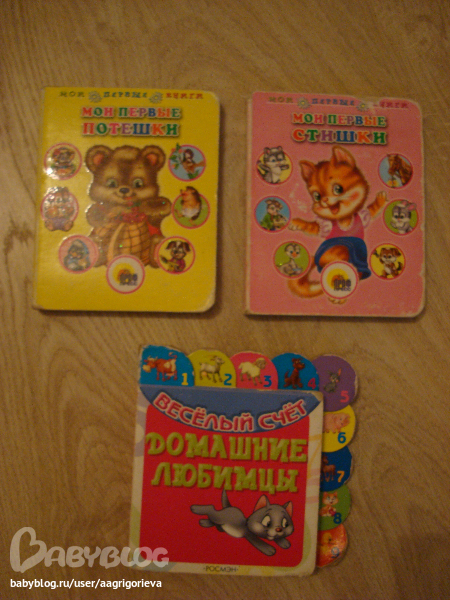 МОИ ПЕРВЫЕ КНИГИ
МОИ ПЕРВЫЕ
ПОТЕШКИ
МОИ ПЕРВЫЕ КНИГИ
МОИ ПЕРВЫЕ
СТИШКИ
1 2 3 4 5
6
7
8
ВЕСЁЛЫЙ СЧЁТ
ДОМАШНИЕ
ЛЮБИМЦЫ
РОСМЭН
BABYBLOG
babyblog.ru/user/aagrigorieva